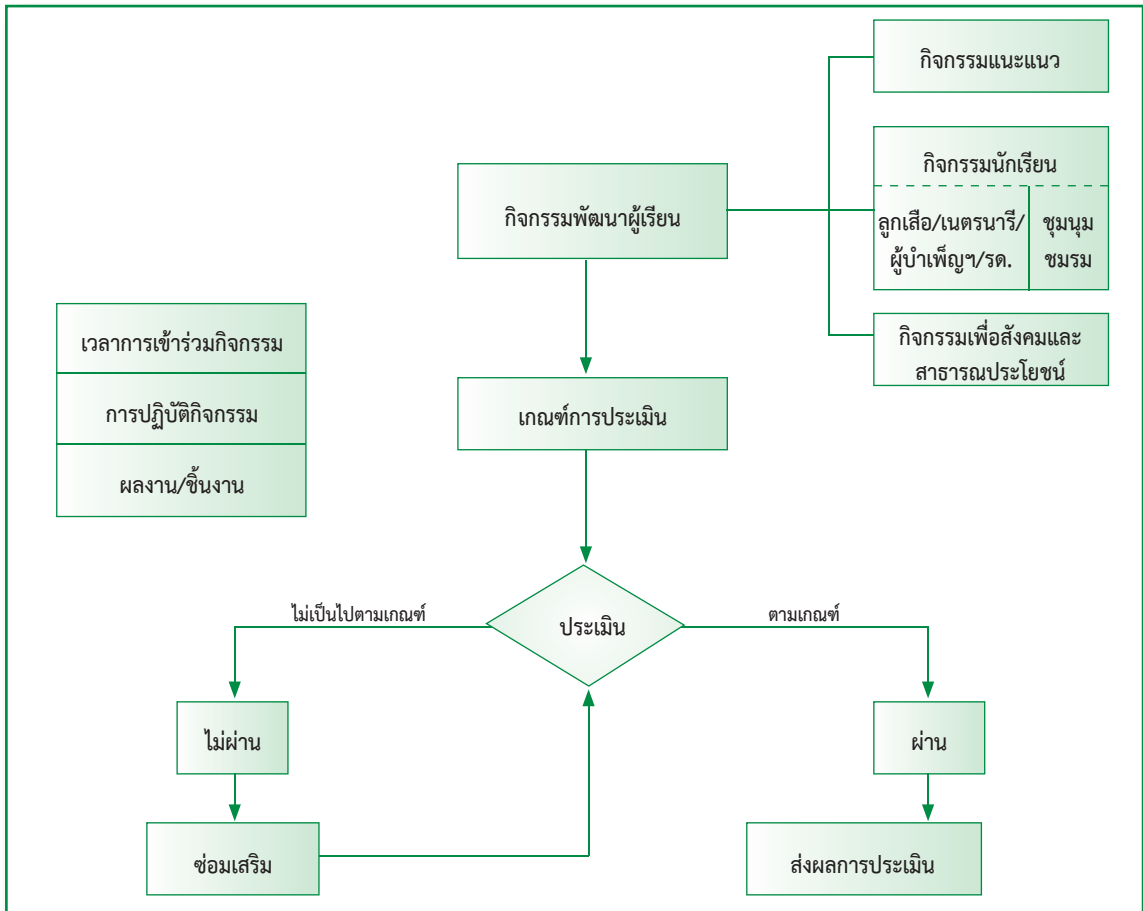 กิจกรรมแนะแนว
กิจกรรมนักเรียน
กิจกรรมพัฒนาผู้เรียน
ลูกเสือ/เนตรนารี/
ผู้บำเพ็ญฯ/รด.
ชุมนุม
ชมรม
กิจกรรมเพื่อสังคมและ
สาธารณประโยชน์
เวลาการเข้าร่วมกิจกรรม
การปฏิบัติกิจกรรม
ผลงาน/ชิ้นงาน
เกณฑ์การประเมิน
ประเมิน
ไม่เป็นไปตามเกณฑ์
ตามเกณฑ์
ไม่ผ่าน
ผ่าน
ซ่อมเสริม
ส่งผลการประเมิน